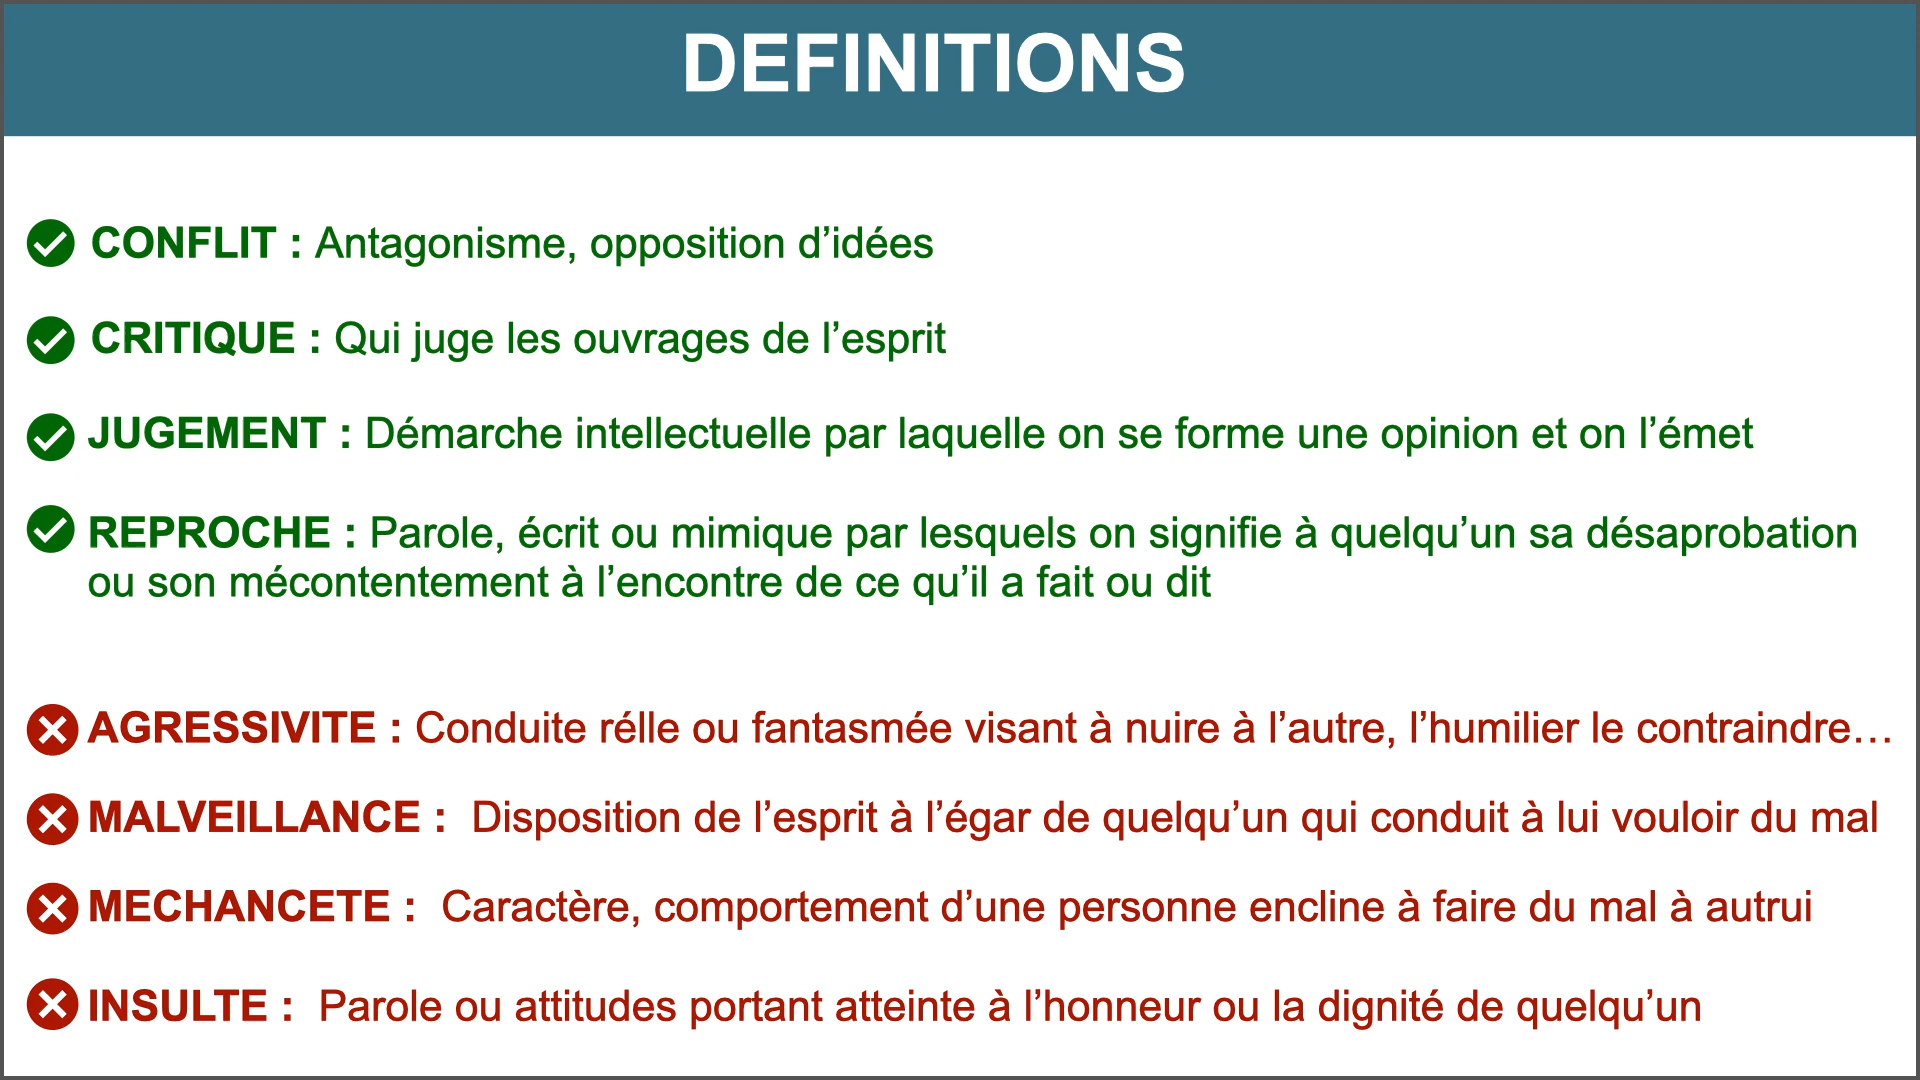 DEFINITIONS
CONFLIT : Antagonisme, opposition d’idées
CRITIQUE : Qui juge les ouvrages de l’esprit
JUGEMENT : Démarche intellectuelle par laquelle on se forme une opinion et on l’émet
REPROCHE : Parole, écrit ou mimique par lesquels on signifie à quelqu’un sa désaprobation
ou son mécontentement à l’encontre de ce qu’il a fait ou dit
AGRESSIVITE : Conduite rélle ou fantasmée visant à nuire à l’autre, l’humilier le contraindre…
MALVEILLANCE :  Disposition de l’esprit à l’égar de quelqu’un qui conduit à lui vouloir du mal
MECHANCETE :  Caractère, comportement d’une personne encline à faire du mal à autrui
INSULTE :  Parole ou attitudes portant atteinte à l’honneur ou la dignité de quelqu’un